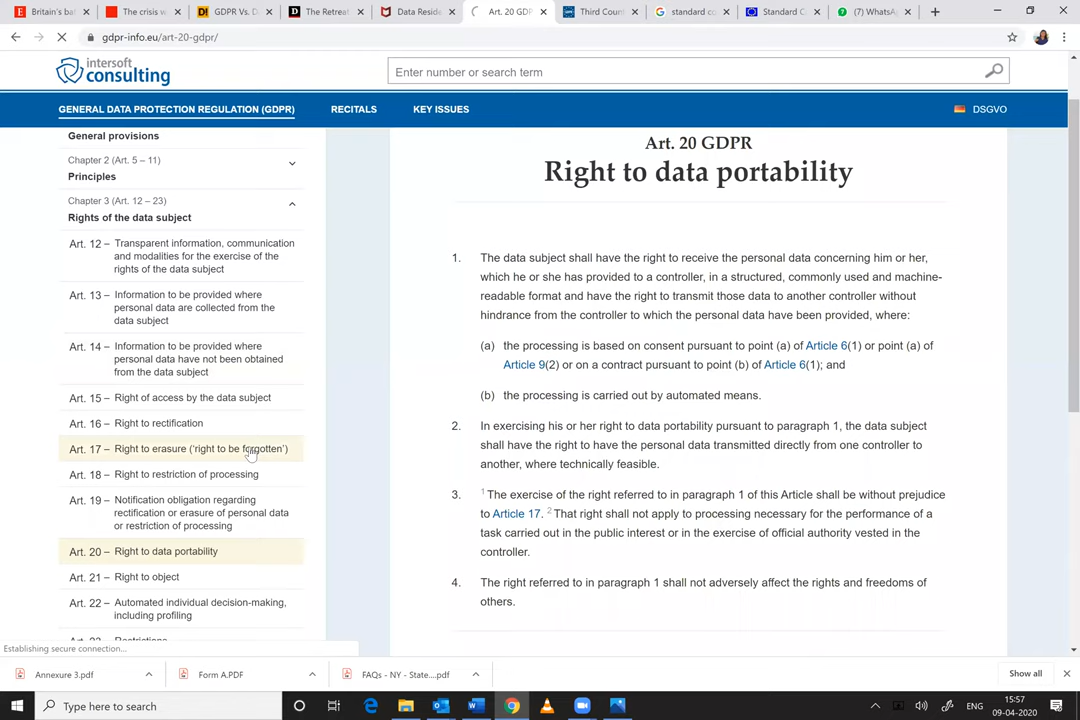 Britain's bat
The crisis w
GDPR Vs. D
The Retreat
Data Reside
Art. 20 GDP
Third Count
standard co
Standard C
(7) WhatsA
gdpr-info.eu/art-20-gdpr/
intersoft
consulting
Enter number or search term
GENERAL DATA PROTECTION REGULATION (GDPR)
RECITALS
KEY ISSUES
DSGVO
General provisions
Chapter 2 (Art. 5 – 11)
Principles
Chapter 3 (Art. 12 – 23)
Rights of the data subject
Art. 12 – Transparent information, communication
and modalities for the exercise of the
rights of the data subject
Art. 13 – Information to be provided where
personal data are collected from the
data subject
Art. 14 – Information to be provided where
personal data have not been obtained
from the data subject
Art. 15 – Right of access by the data subject
Art. 16 – Right to rectification
Art. 17 – Right to erasure ('right to be forgotten')
Art. 18 – Right to restriction of processing
Art. 19 – Notification obligation regarding
rectification or erasure of personal data
or restriction of processing
Art. 20 – Right to data portability
Art. 21 – Right to object
Art. 22 – Automated individual decision-making,
including profiling
Art. 23 – Restrictions
Art. 20 GDPR
Right to data portability
1. The data subject shall have the right to receive the personal data concerning him or her,
which he or she has provided to a controller, in a structured, commonly used and machine-
readable format and have the right to transmit those data to another controller without
hindrance from the controller to which the personal data have been provided, where:
(a) the processing is based on consent pursuant to point (a) of Article 6(1) or point (a) of
Article 9(2) or on a contract pursuant to point (b) of Article 6(1); and
(b) the processing is carried out by automated means.
2. In exercising his or her right to data portability pursuant to paragraph 1, the data subject
shall have the right to have the personal data transmitted directly from one controller to
another, where technically feasible.
3. 1 The exercise of the right referred to in paragraph 1 of this Article shall be without prejudice
to Article 17. 2 That right shall not apply to processing necessary for the performance of a
task carried out in the public interest or in the exercise of official authority vested in the
controller.
4. The right referred to in paragraph 1 shall not adversely affect the rights and freedoms of
others.
Establishing secure connection...
Annexure 3.pdf
Form A.PDF
FAQs - NY - State....pdf
Show all
Type here to search
ENG
15:57
09-04-2020